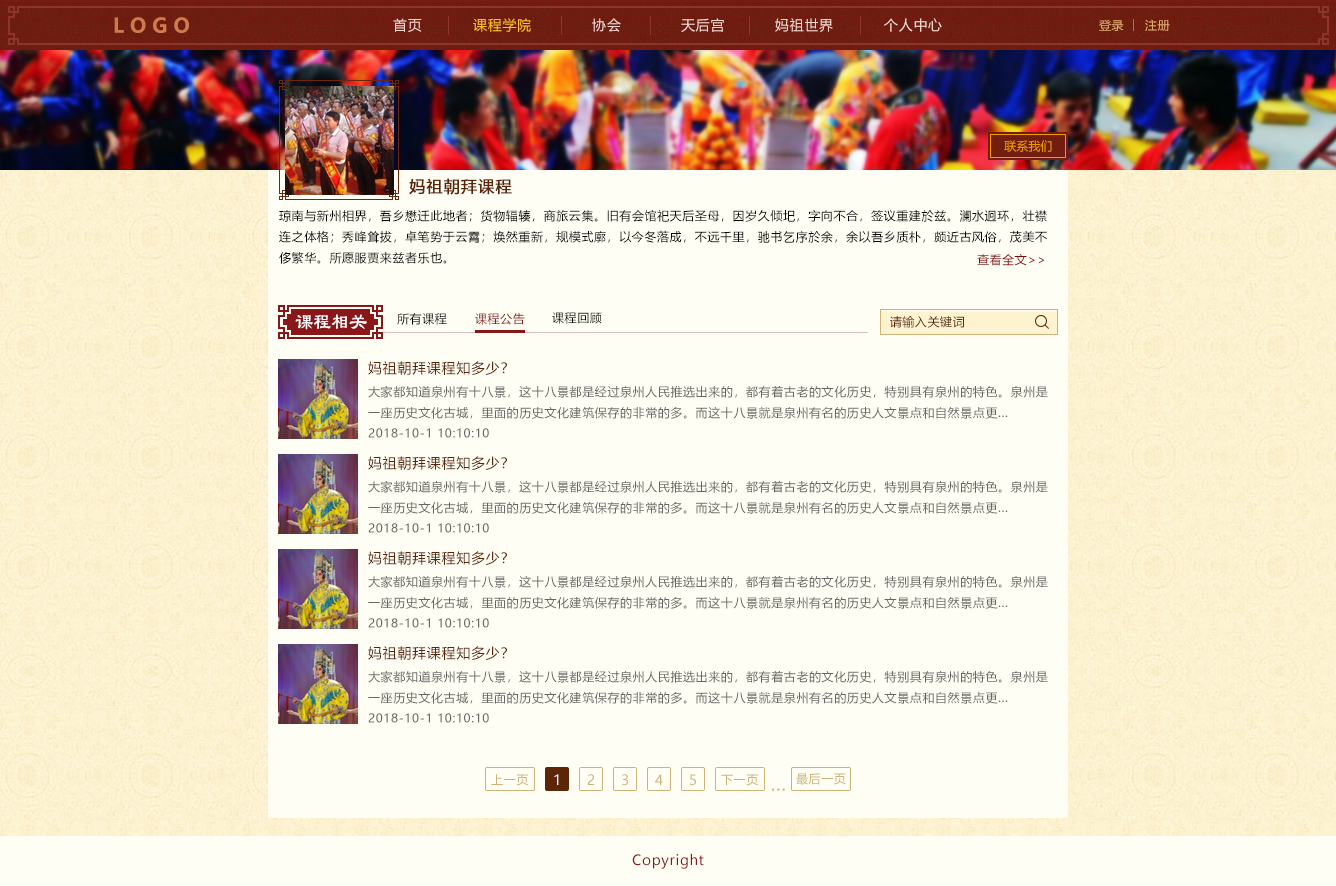 LOGO 首页 课程学院 协会 天后宫 妈祖世界 个人中心 登录 注册
联系我们
妈祖朝拜课程
琼南与新州相界，吾乡懋迁此地者；货物辐辏，商旅云集。旧有会馆祀天后圣母，因岁久倾圯，字向不合，签议重建於兹。澜水迥环，壮襟
连之体格；秀峰耸拔，卓笔势于云霄；焕然重新，规模式廓，以今冬落成，不远千里，驰书乞序於余，余以吾乡质朴，颇近古风俗，茂美不
侈繁华。所愿服贾来兹者乐也。
查看全文>>
课程相关 所有课程 课程公告 课程回顾 请输入关键词
妈祖朝拜课程知多少?
大家都知道泉州有十八景，这十八景都是经过泉州人民推选出来的，都有着古老的文化历史，特别具有泉州的特色。泉州是
一座历史文化古城，里面的历史文化建筑保存的非常的多。而这十八景就是泉州有名的历史人文景点和自然景点更...
2018-10-1 10:10:10
妈祖朝拜课程知多少?
大家都知道泉州有十八景，这十八景都是经过泉州人民推选出来的，都有着古老的文化历史，特别具有泉州的特色。泉州是
一座历史文化古城，里面的历史文化建筑保存的非常的多。而这十八景就是泉州有名的历史人文景点和自然景点更...
2018-10-1 10:10:10
妈祖朝拜课程知多少?
大家都知道泉州有十八景，这十八景都是经过泉州人民推选出来的，都有着古老的文化历史，特别具有泉州的特色。泉州是
一座历史文化古城，里面的历史文化建筑保存的非常的多。而这十八景就是泉州有名的历史人文景点和自然景点更...
2018-10-1 10:10:10
妈祖朝拜课程知多少?
大家都知道泉州有十八景，这十八景都是经过泉州人民推选出来的，都有着古老的文化历史，特别具有泉州的特色。泉州是
一座历史文化古城，里面的历史文化建筑保存的非常的多。而这十八景就是泉州有名的历史人文景点和自然景点更...
2018-10-1 10:10:10
上一页 1 2 3 4 5 下一页 ... 最后一页
Copyright